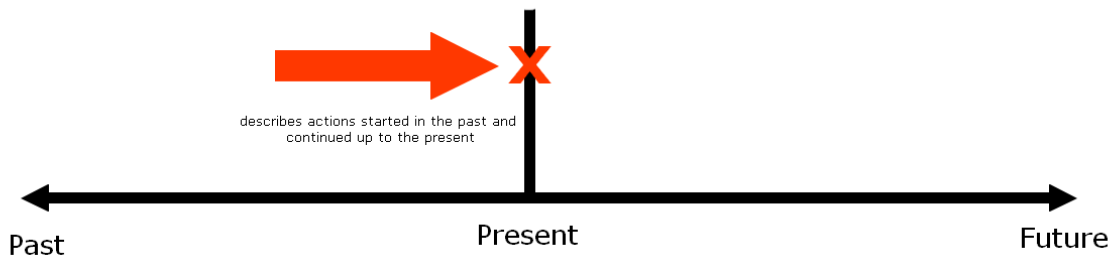 describes actions started in the past and
continued up to the present
Past
Present
Future